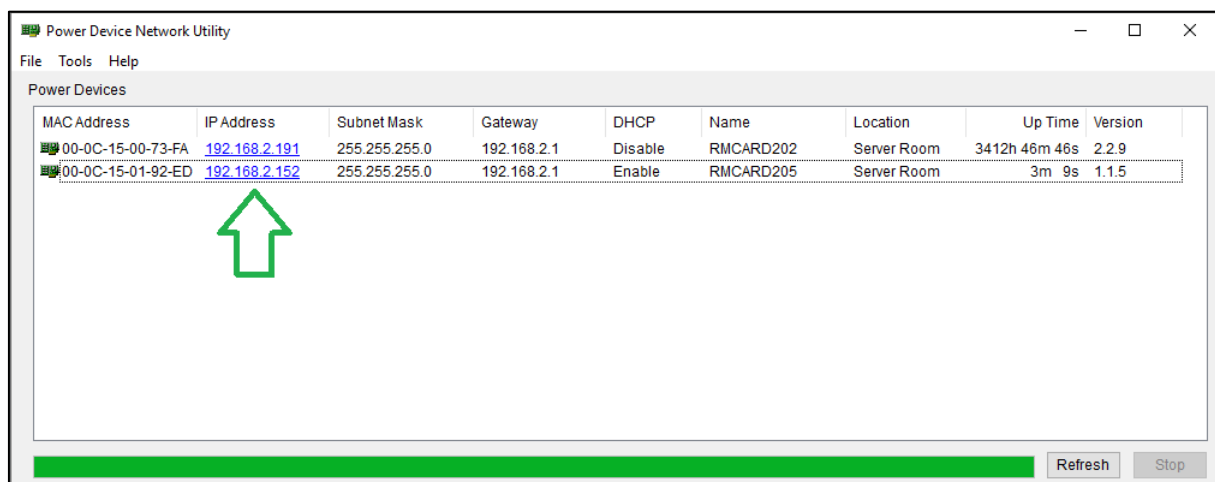 Power Device Network Utility
File Tools Help
Power Devices
MAC Address IP Address Subnet Mask Gateway DHCP Name Location Up Time Version
00-0C-15-00-73-FA 192.168.2.191 255.255.255.0 192.168.2.1 Disable RMCARD202 Server Room 3412h 46m 46s 2.2.9
00-0C-15-01-92-ED 192.168.2.152 255.255.255.0 192.168.2.1 Enable RMCARD205 Server Room 3m 9s 1.1.5
Refresh Stop